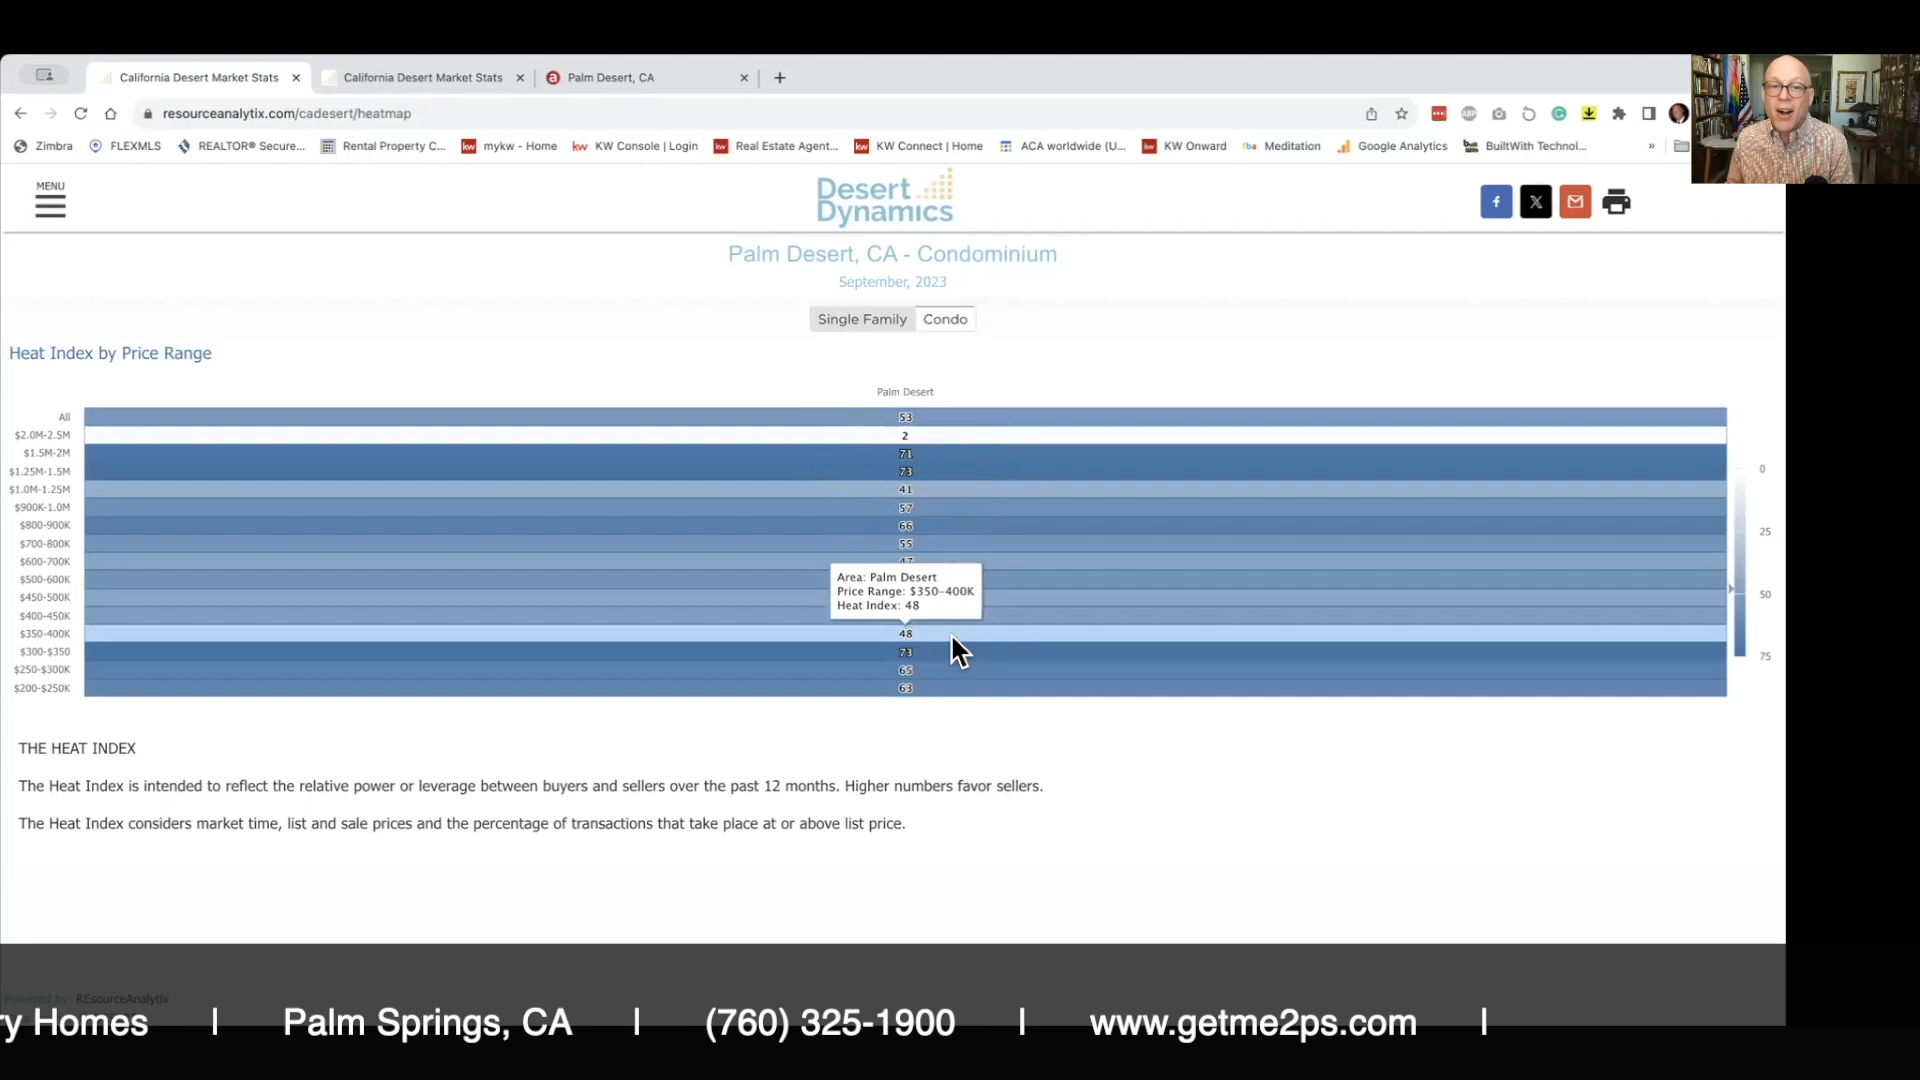 California Desert Market Stats
California Desert Market Stats
Palm Desert, CA
resourceanalytix.com/cadesert/heatmap
Zimbra
FLEXMLS
REALTOR® Secure...
Rental Property C...
mykw - Home
KW Console | Login
Real Estate Agent...
KW Connect | Home
ACA worldwide (U...
KW Onward
Meditation
Google Analytics
BuiltWith Technol...
MENU
Desert
Dynamics
Palm Desert, CA - Condominium
September, 2023
Single Family
Condo
Heat Index by Price Range
Palm Desert
All 53
$2.0M-2.5M 2
$1.5M-2M 71
$1.25M-1.5M 73
$1.0M-1.25M 41
$900K-1.0M 57
$800-900K 66
$700-800K 55
$600-700K 47
$500-600K
$450-500K
$400-450K
$350-400K 48
$300-$350 73
$250-$300K 65
$200-$250K 63
Area: Palm Desert
Price Range: $350-400K
Heat Index: 48
0
25
50
75
THE HEAT INDEX
The Heat Index is intended to reflect the relative power or leverage between buyers and sellers over the past 12 months. Higher numbers favor sellers.
The Heat Index considers market time, list and sale prices and the percentage of transactions that take place at or above list price.
Powered by: REsourceAnalytix
ry Homes | Palm Springs, CA | (760) 325-1900 | www.getme2ps.com |